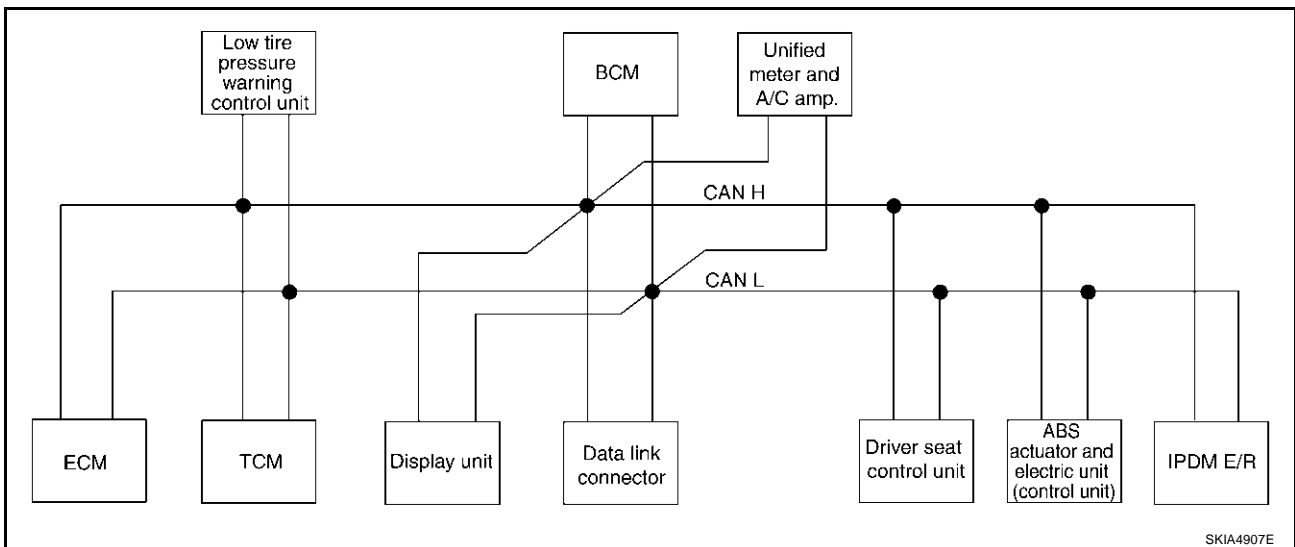 Low tire
pressure
warning
control unit
BCM
Unified
meter and
A/C amp.
CAN H
CAN L
ECM
TCM
Display unit
Data link
connector
Driver seat
control unit
ABS
actuator and
electric unit
(control unit)
IPDM E/R
SKIA4907E